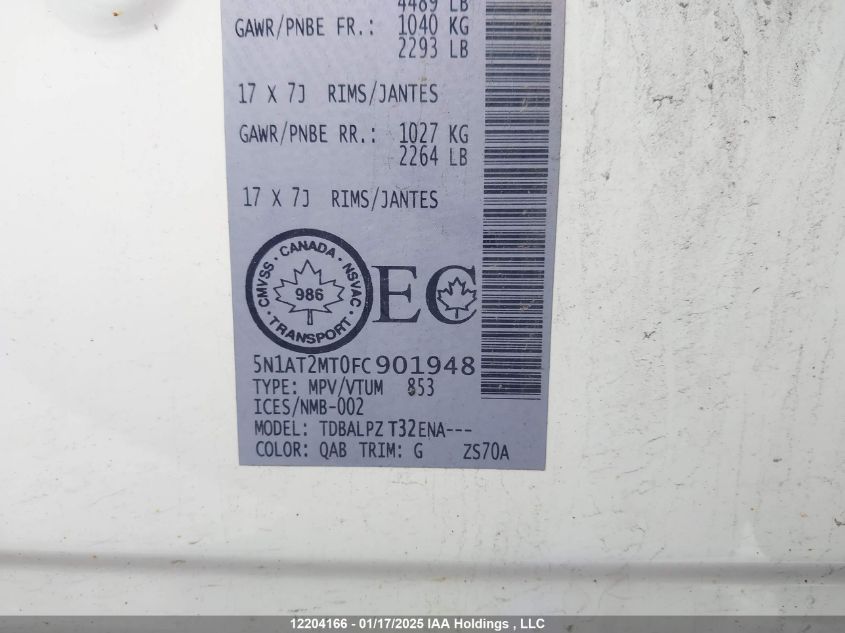 4489 LB
GAWR/PNBE FR.: 1040 KG
2293 LB
17 X 7J RIMS/JANTES
GAWR/PNBE RR.: 1027 KG
2264 LB
17 X 7J RIMS/JANTES
CMVSS · CANADA · NSVAC · TRANSPORT ·
986
EC
5N1AT2MT0FC901948
TYPE: MPV/VTUM 853
ICES/NMB-002
MODEL: TDBALPZ T32ENA---
COLOR: QAB TRIM: G ZS70A
12204166 - 01/17/2025 IAA Holdings , LLC